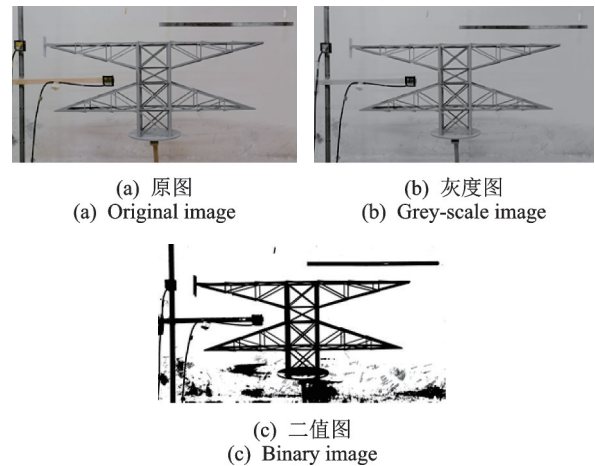 (a) 原图
(a) Original image
(b) 灰度图
(b) Grey-scale image
(c) 二值图
(c) Binary image